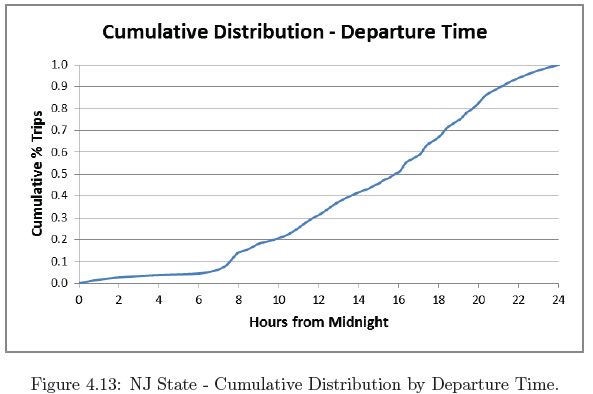 Cumulative Distribution - Departure Time
Cumulative % Trips
1.0
0.9
0.8
0.7
0.6
0.5
0.4
0.3
0.2
0.1
0.0
0 2 4 6 8 10 12 14 16 18 20 22 24
Hours from Midnight
Figure 4.13: NJ State - Cumulative Distribution by Departure Time.